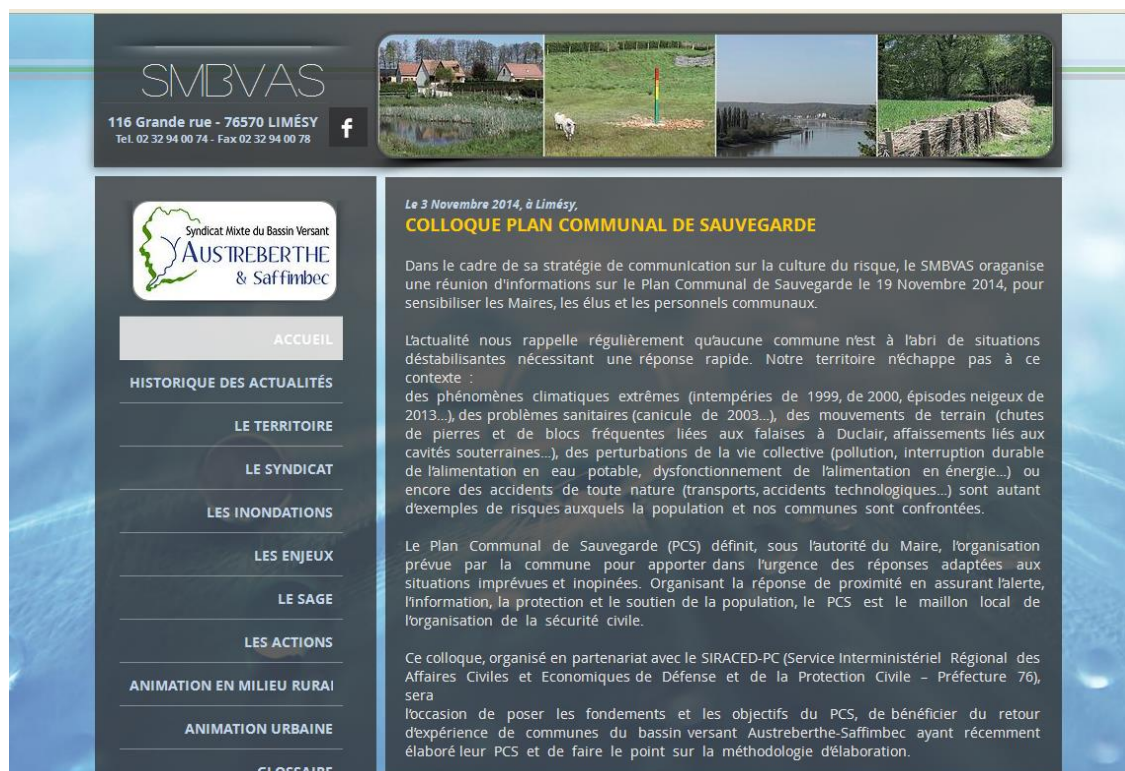 SMBVAS
116 Grande rue - 76570 LIMÉSY
Tel. 02 32 94 00 74 - Fax 02 32 94 00 78
f
Syndicat Mixte du Bassin Versant
AUSTREBERTHE
& Saffimbec
ACCUEIL
HISTORIQUE DES ACTUALITÉS
LE TERRITOIRE
LE SYNDICAT
LES INONDATIONS
LES ENJEUX
LE SAGE
LES ACTIONS
ANIMATION EN MILIEU RURAI
ANIMATION URBAINE
GLOSSAIRE
Le 3 Novembre 2014, à Limésy,
COLLOQUE PLAN COMMUNAL DE SAUVEGARDE
Dans le cadre de sa stratégie de communIcation sur la culture du risque, le SMBVAS oraganise
une réunion d'informations sur le Plan Communal de Sauvegarde le 19 Novembre 2014, pour
sensibiliser les Maires, les élus et les personnels communaux.
L'actualité nous rappelle régulièrement qu'aucune commune n'est à l'abri de situations
déstabilisantes nécessitant une réponse rapide. Notre territoire n'échappe pas à ce
contexte :
des phénomènes climatiques extrêmes (intempéries de 1999, de 2000, épisodes neigeux de
2013...), des problèmes sanitaires (canicule de 2003...), des mouvements de terrain (chutes
de pierres et de blocs fréquentes liées aux falaises à Duclair, affaissements liés aux
cavités souterraines...), des perturbations de la vie collective (pollution, interruption durable
de l'alimentation en eau potable, dysfonctionnement de l'alimentation en énergie...) ou
encore des accidents de toute nature (transports, accidents technologiques...) sont autant
d'exemples de risques auxquels la population et nos communes sont confrontées.
Le Plan Communal de Sauvegarde (PCS) définit, sous l'autorité du Maire, l'organisation
prévue par la commune pour apporter dans l'urgence des réponses adaptées aux
situations imprévues et inopinées. Organisant la réponse de proximité en assurant l'alerte,
l'information, la protection et le soutien de la population, le PCS est le maillon local de
l'organisation de la sécurité civile.
Ce colloque, organisé en partenariat avec le SIRACED-PC (Service Interministériel Régional des
Affaires Civiles et Economiques de Défense et de la Protection Civile – Préfecture 76),
sera
l'occasion de poser les fondements et les objectifs du PCS, de bénéficier du retour
d'expérience de communes du bassin versant Austreberthe-Saffimbec ayant récemment
élaboré leur PCS et de faire le point sur la méthodologie d'élaboration.